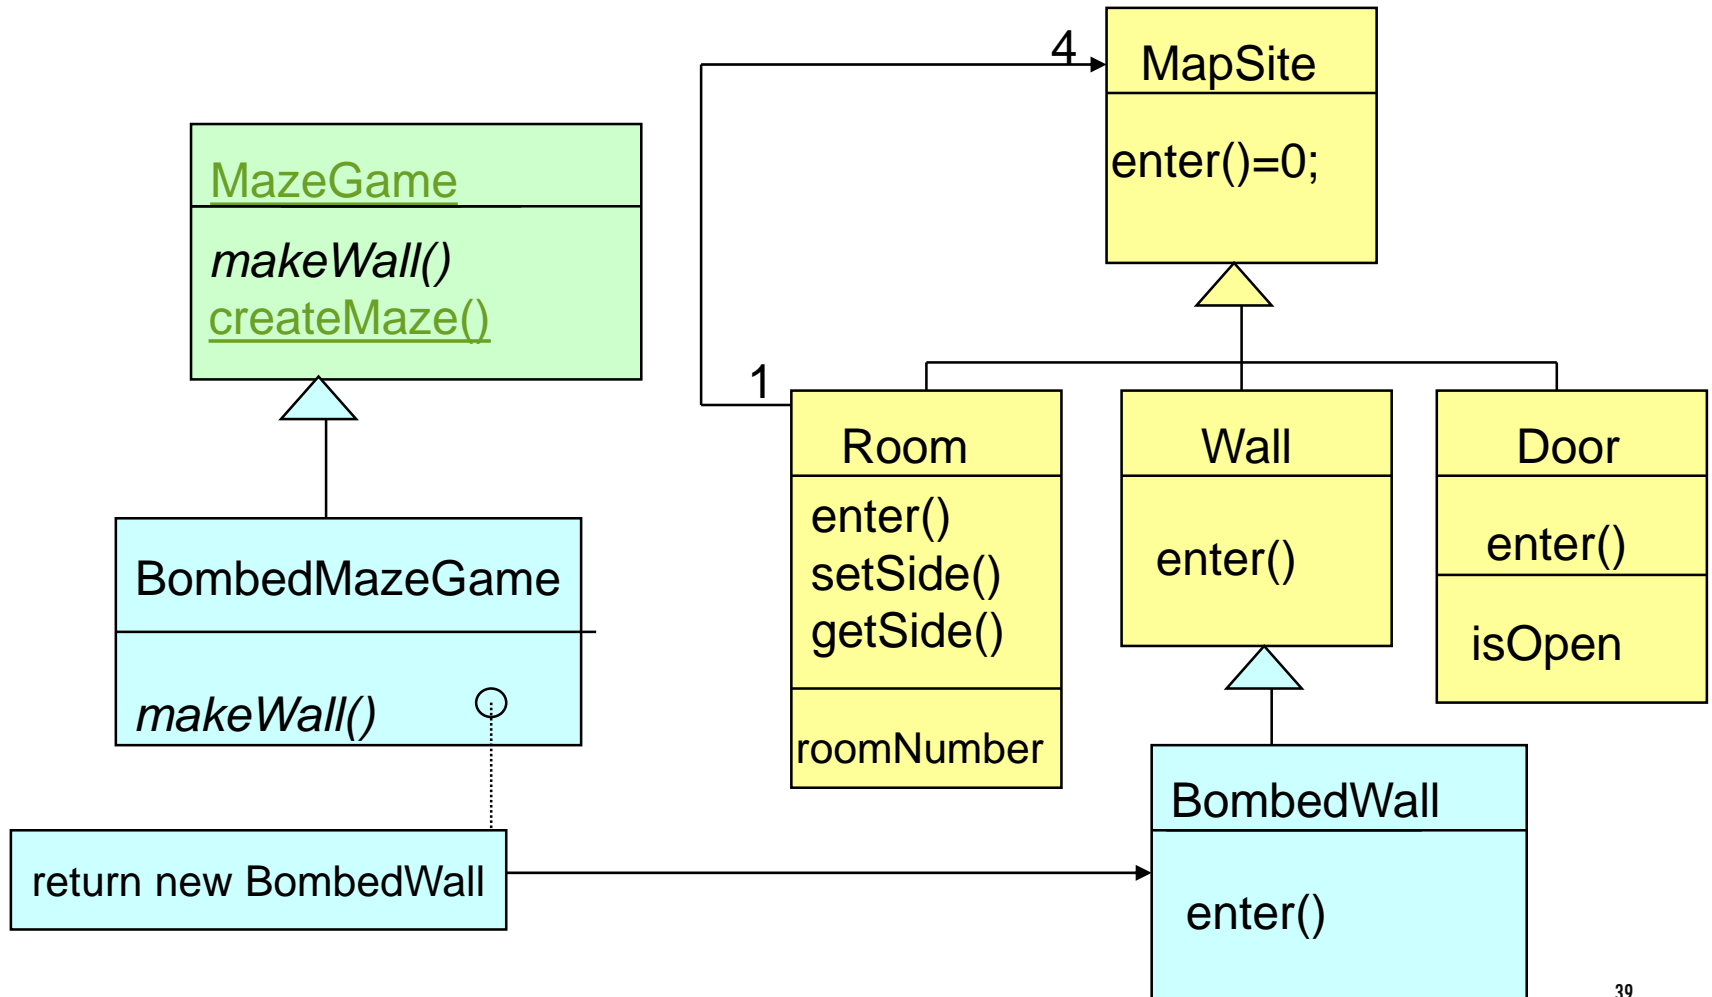 4
MapSite
enter()=0;
MazeGame
makeWall()
createMaze()
1
Room
enter()
setSide()
getSide()
roomNumber
Wall
enter()
Door
enter()
isOpen
BombedMazeGame
makeWall()
return new BombedWall
BombedWall
enter()
39